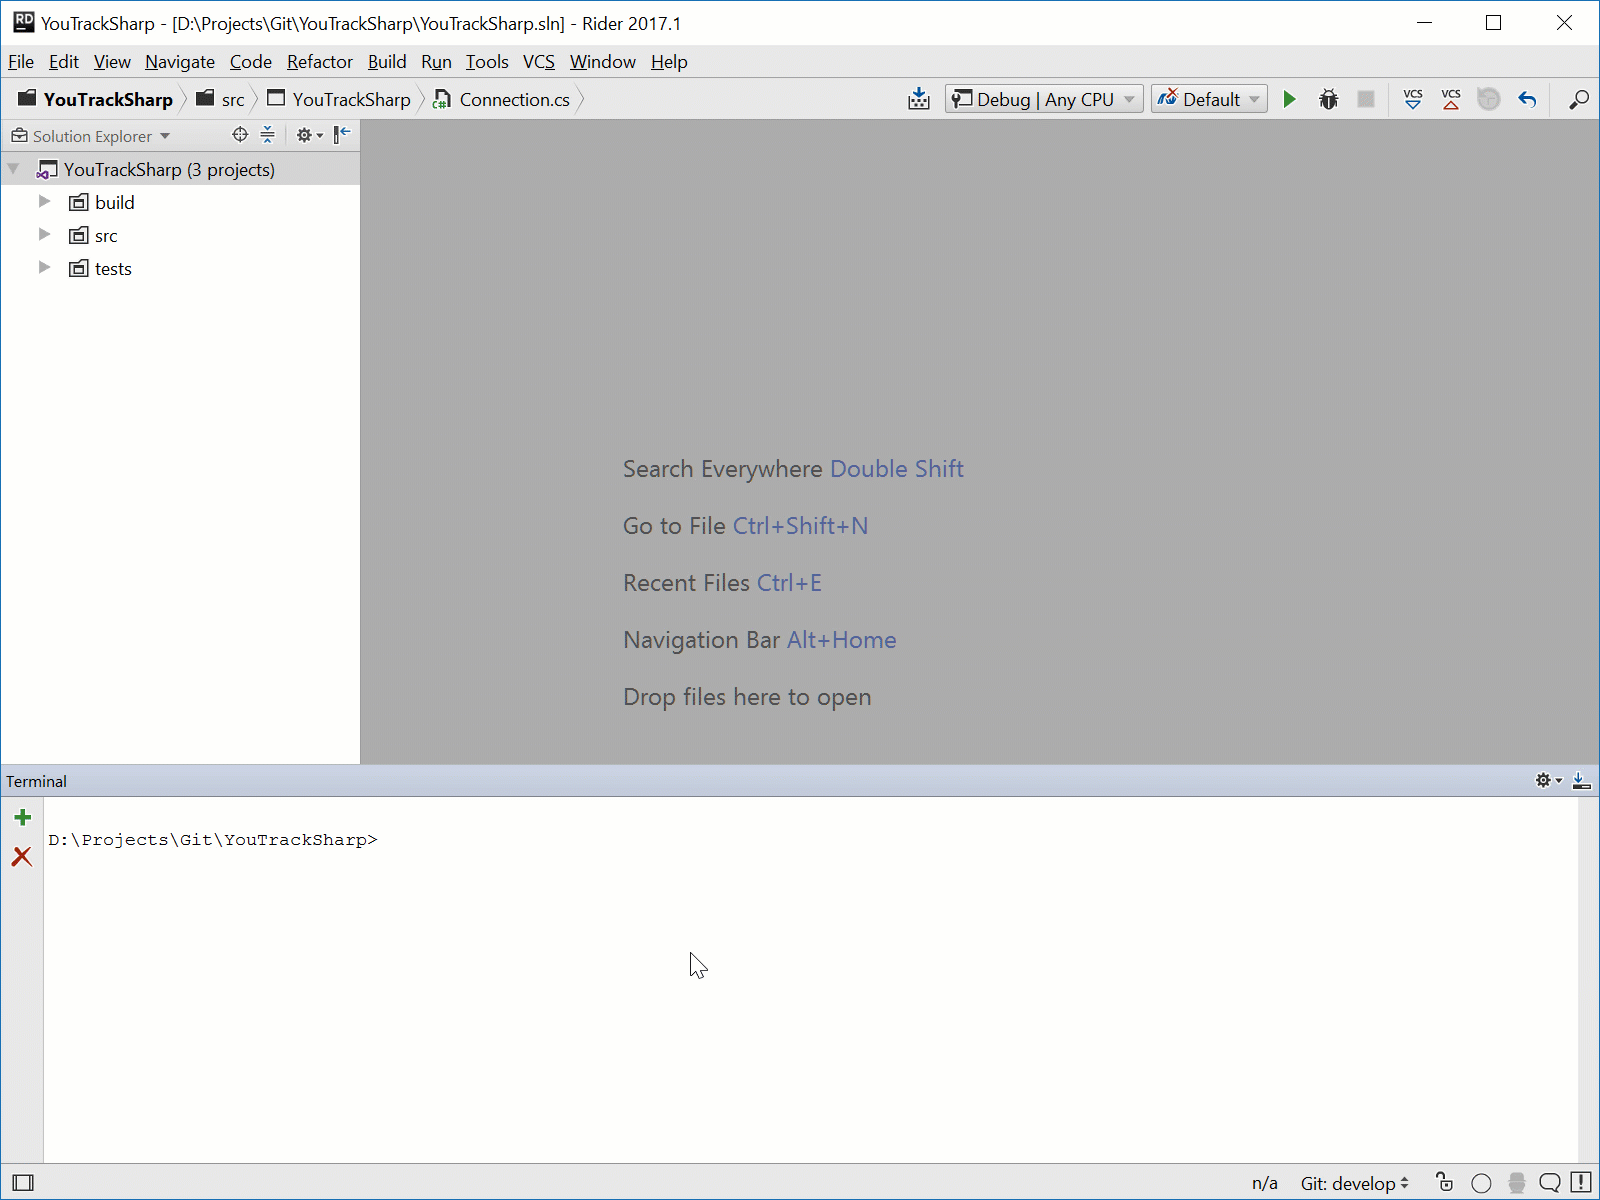 RD YouTrackSharp - [D:\Projects\Git\YouTrackSharp\YouTrackSharp.sln] - Rider 2017.1
File Edit View Navigate Code Refactor Build Run Tools VCS Window Help
YouTrackSharp src YouTrackSharp C# Connection.cs Debug | Any CPU Default VCS VCS
Solution Explorer
YouTrackSharp (3 projects)
build
src
tests
Search Everywhere Double Shift
Go to File Ctrl+Shift+N
Recent Files Ctrl+E
Navigation Bar Alt+Home
Drop files here to open
Terminal
D:\Projects\Git\YouTrackSharp>
n/a Git: develop